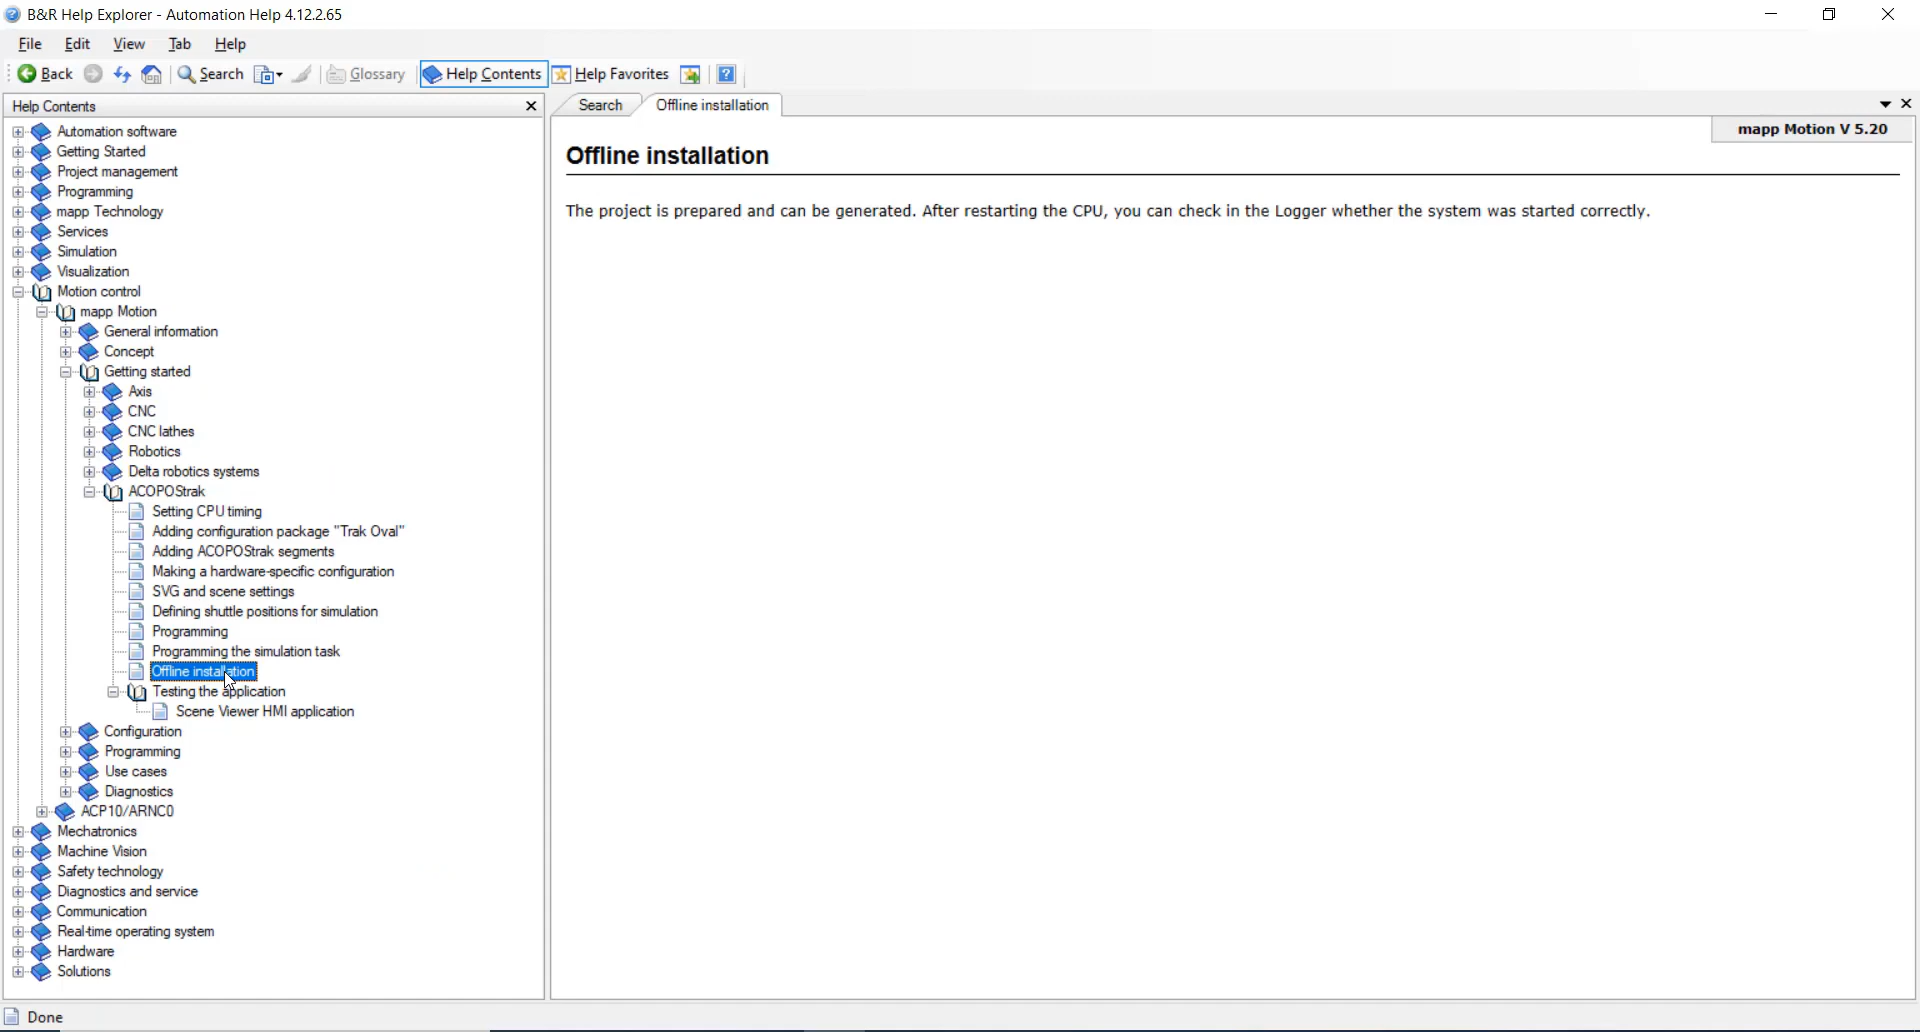 B&R Help Explorer - Automation Help 4.12.2.65
File Edit View Tab Help
Back Search Glossary Help Contents Help Favorites
Help Contents
Search Offline installation
mapp Motion V 5.20
Automation software
Getting Started
Project management
Programming
mapp Technology
Services
Simulation
Visualization
Motion control
mapp Motion
General information
Concept
Getting started
Axis
CNC
CNC lathes
Robotics
Delta robotics systems
ACOPOStrak
Setting CPU timing
Adding configuration package "Trak Oval"
Adding ACOPOStrak segments
Making a hardware-specific configuration
SVG and scene settings
Defining shuttle positions for simulation
Programming
Programming the simulation task
Offline installation
Testing the application
Scene Viewer HMI application
Configuration
Programming
Use cases
Diagnostics
ACP10/ARNC0
Mechatronics
Machine Vision
Safety technology
Diagnostics and service
Communication
Real-time operating system
Hardware
Solutions
Offline installation
The project is prepared and can be generated. After restarting the CPU, you can check in the Logger whether the system was started correctly.
Done